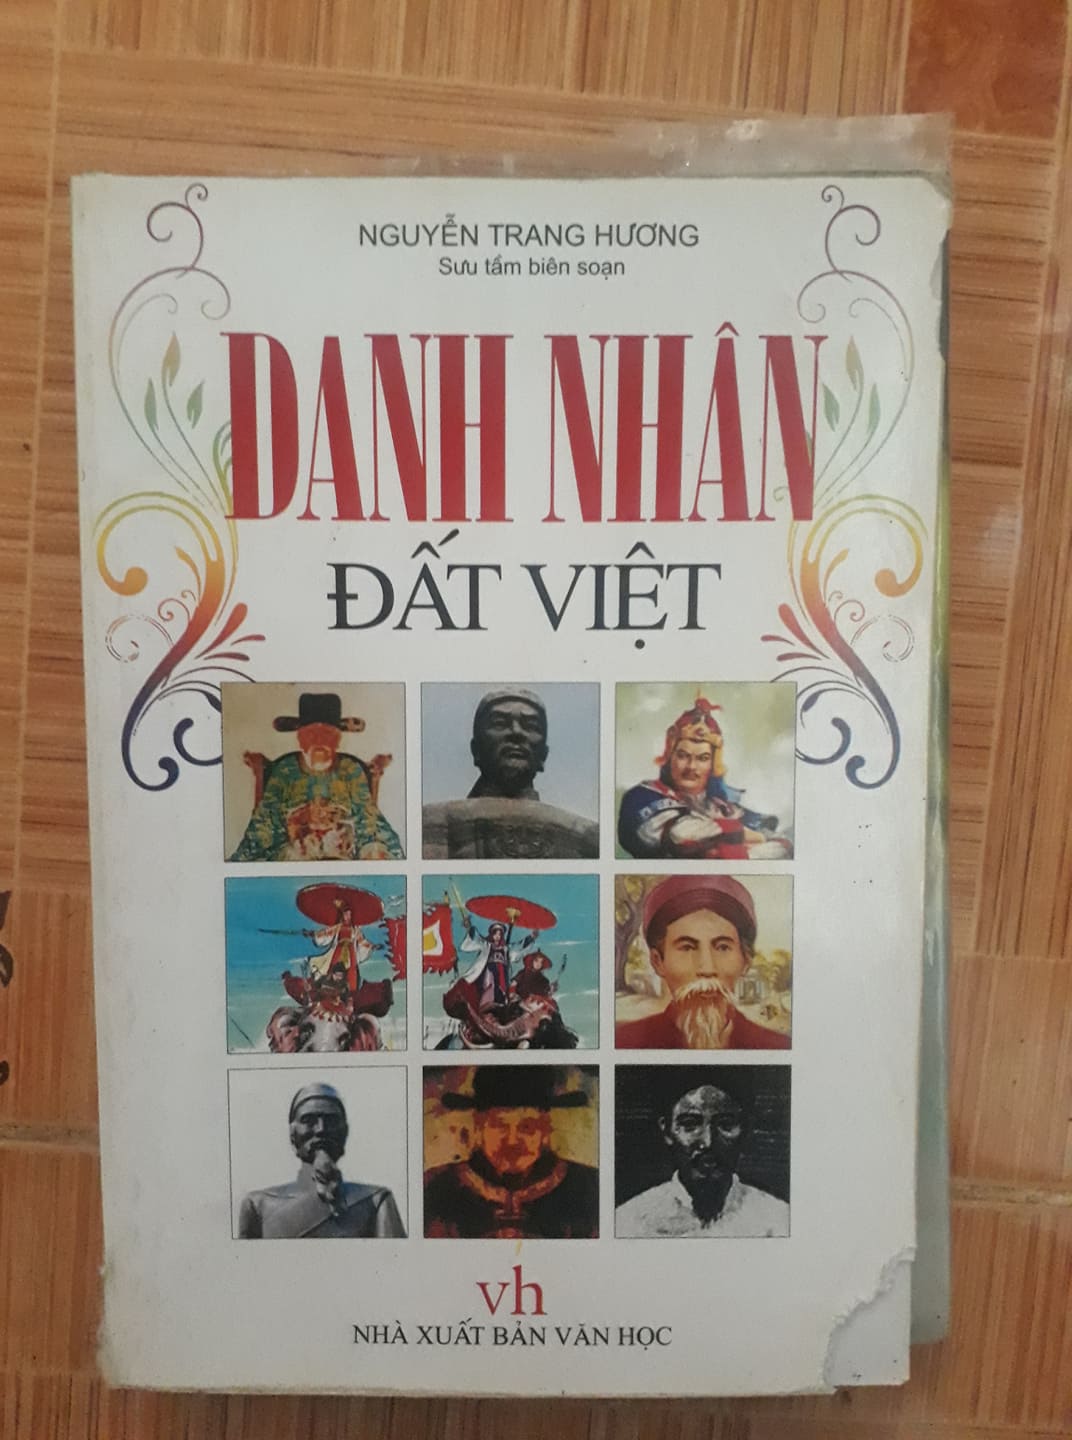 NGUYỄN TRANG HƯƠNG
Sưu tầm biên soạn
DANH NHÂN
ĐẤT VIỆT
vh
NHÀ XUẤT BẢN VĂN HỌC